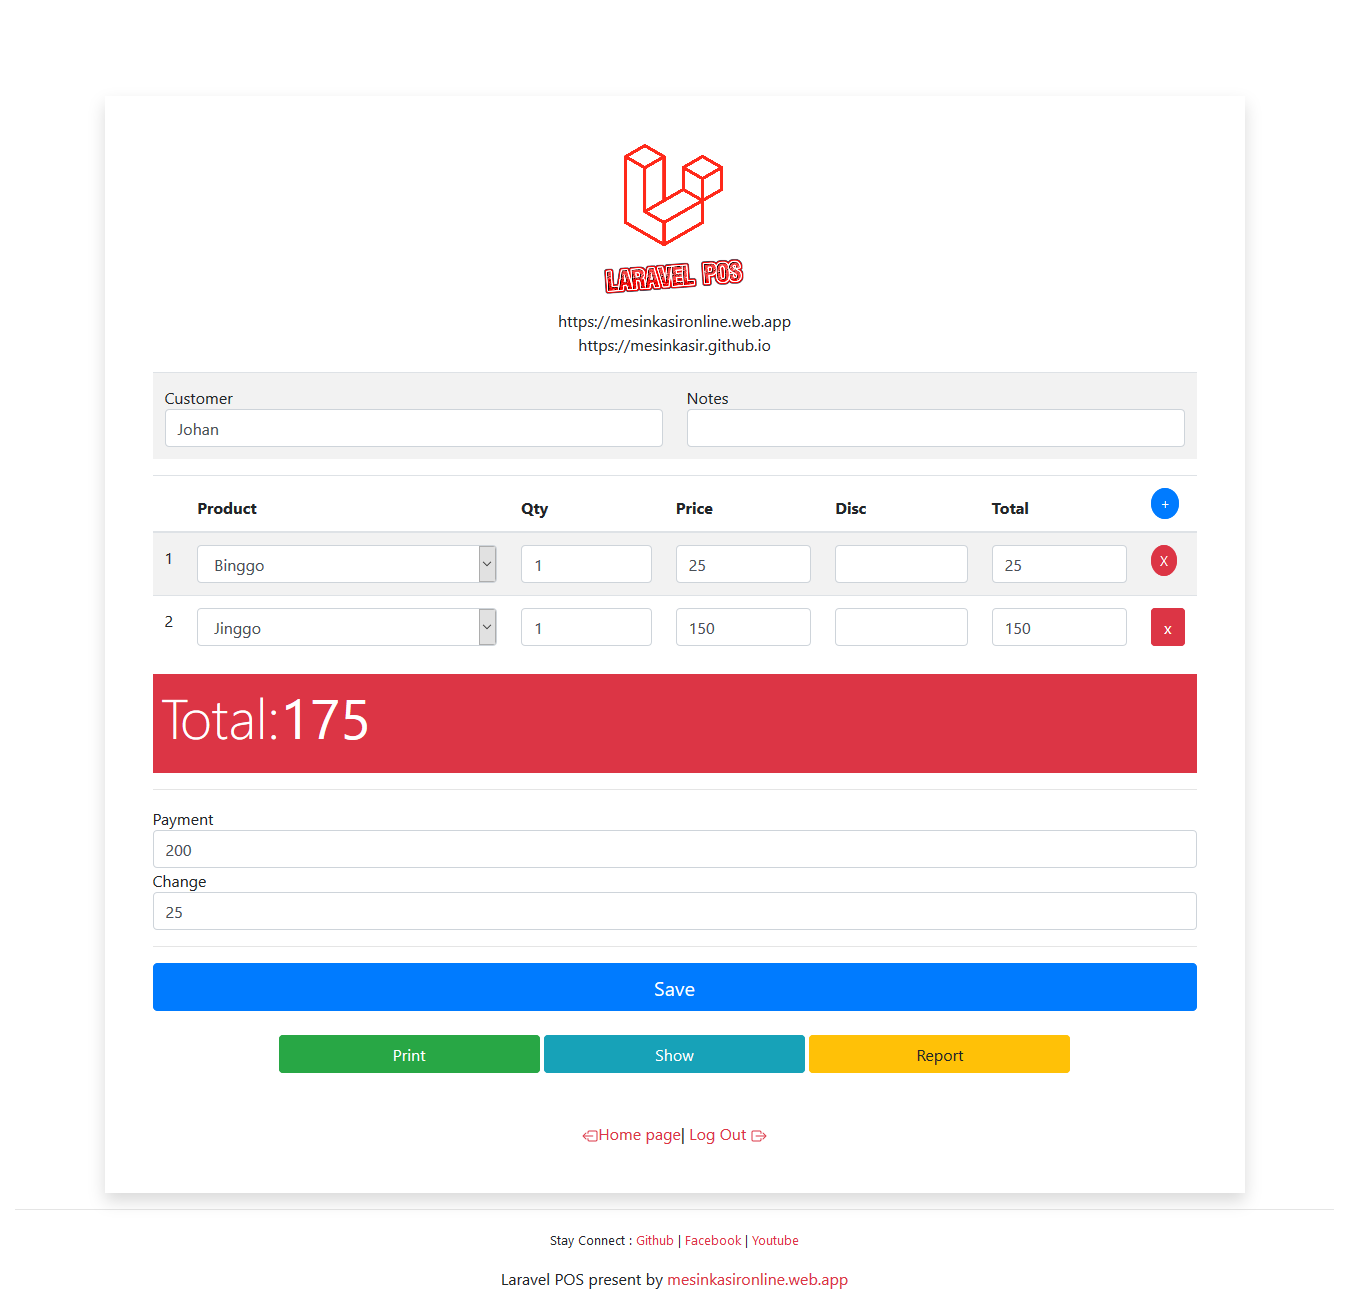 LARAVEL POS
https://mesinkasironline.web.app
https://mesinkasir.github.io
Customer Notes
Johan
Product Qty Price Disc Total +
1 Binggo 1 25 25 X
2 Jinggo 1 150 150 x
Total:175
Payment
200
Change
25
Save
Print Show Report
Home page| Log Out
Stay Connect : Github | Facebook | Youtube
Laravel POS present by mesinkasironline.web.app